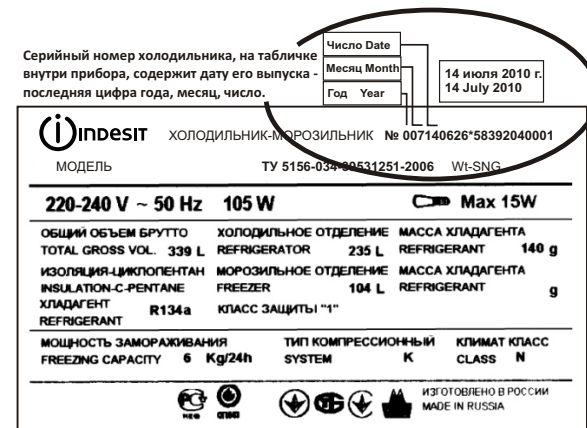 Серийный номер холодильника, на табличке
внутри прибора, содержит дату его выпуска -
последняя цифра года, месяц, число.
Число Date
Месяц Month
Год Year
14 июля 2010 г.
14 July 2010
indesit ХОЛОДИЛЬНИК-МОРОЗИЛЬНИК № 007140626*58392040001
МОДЕЛЬ ТУ 5156-034-39531251-2006 Wt-SNG
220-240 V ~ 50 Hz 105 W Max 15W
ОБЩИЙ ОБЪЕМ БРУТТО ХОЛОДИЛЬНОЕ ОТДЕЛЕНИЕ МАССА ХЛАДАГЕНТА
TOTAL GROSS VOL. 339 L REFRIGERATOR 235 L REFRIGERANT 140 g
ИЗОЛЯЦИЯ-ЦИКЛОПЕНТАН МОРОЗИЛЬНОЕ ОТДЕЛЕНИЕ МАССА ХЛАДАГЕНТА
INSULATION-C-PENTANE FREEZER 104 L REFRIGERANT g
ХЛАДАГЕНТ R134a КЛАСС ЗАЩИТЫ "1"
REFRIGERANT
МОЩНОСТЬ ЗАМОРАЖИВАНИЯ ТИП КОМПРЕССИОННЫЙ КЛИМАТ КЛАСС
FREEZING CAPACITY 6 Kg/24h SYSTEM K CLASS N
ИЗГОТОВЛЕНО В РОССИИ
MADE IN RUSSIA